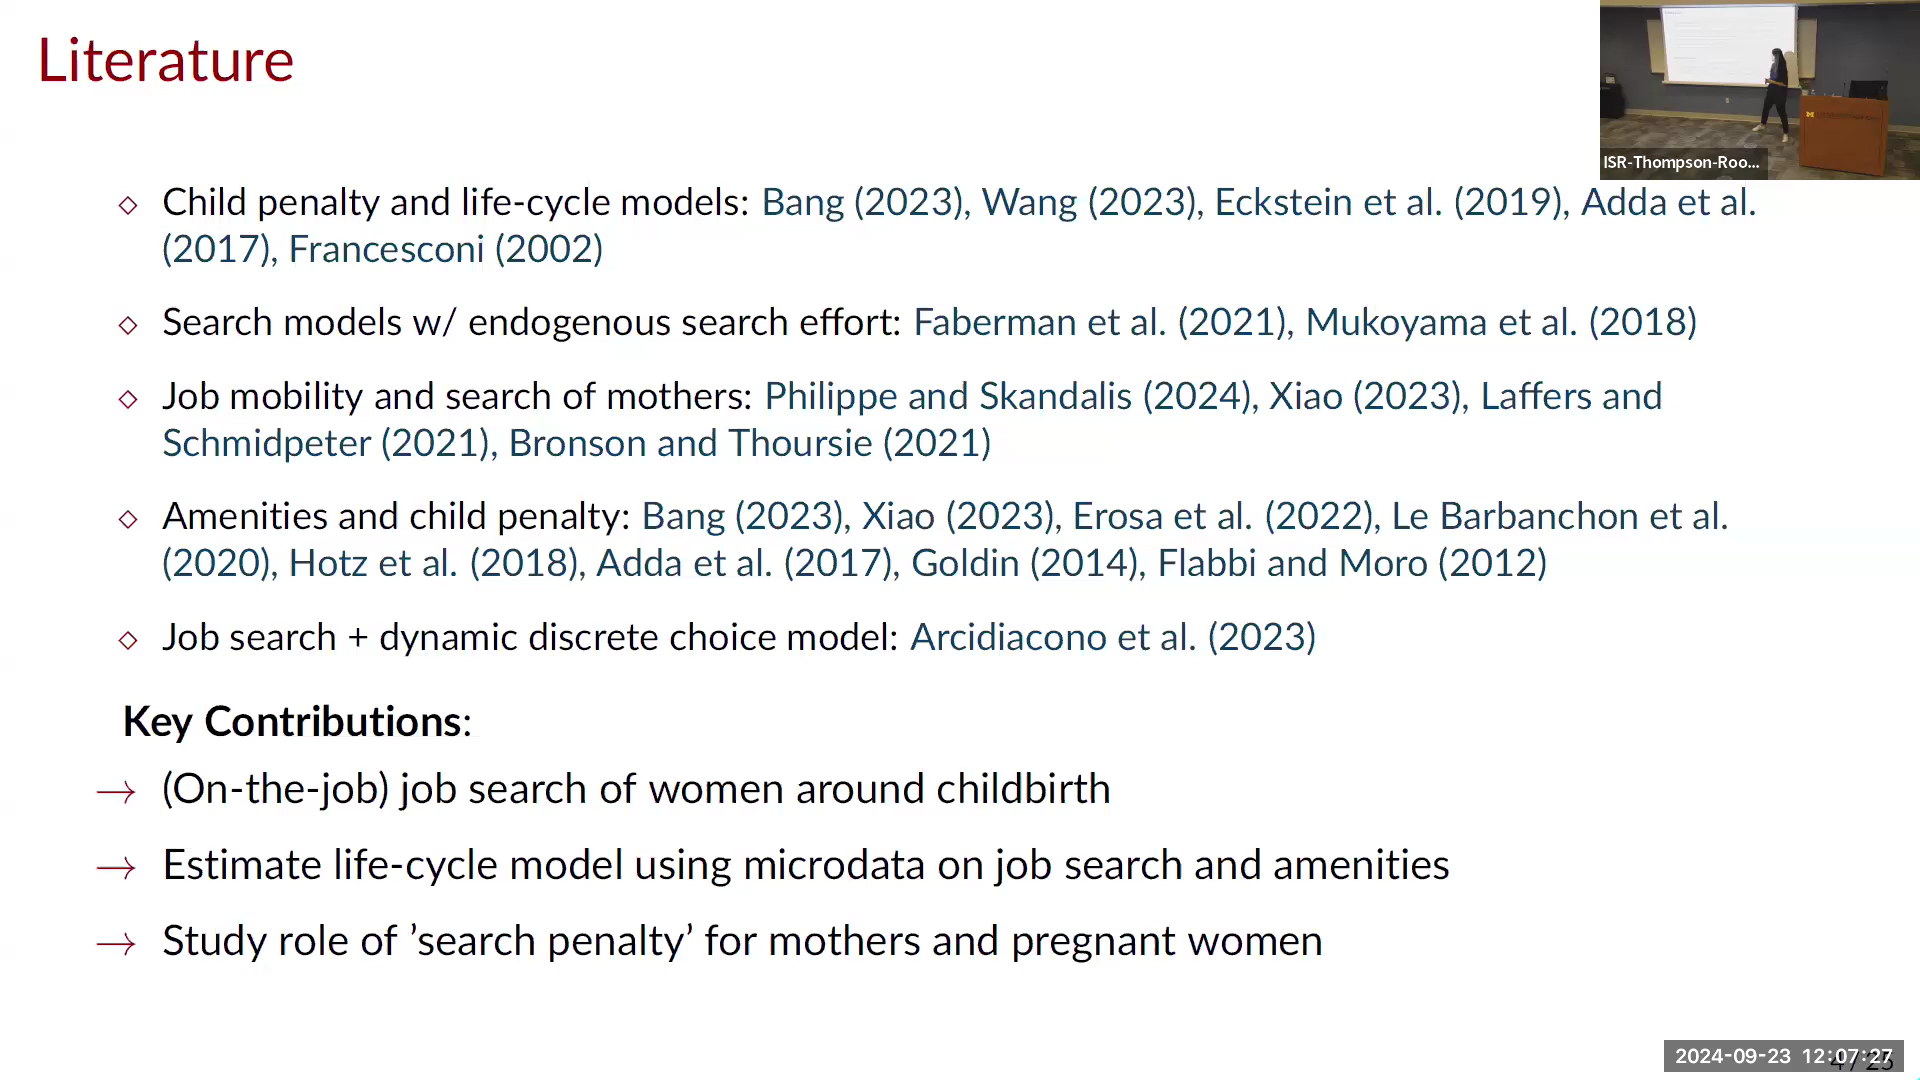 Literature
ISR-Thompson-Roo...
◇ Child penalty and life-cycle models: Bang (2023), Wang (2023), Eckstein et al. (2019), Adda et al.
(2017), Francesconi (2002)
◇ Search models w/ endogenous search effort: Faberman et al. (2021), Mukoyama et al. (2018)
◇ Job mobility and search of mothers: Philippe and Skandalis (2024), Xiao (2023), Laffers and
Schmidpeter (2021), Bronson and Thoursie (2021)
◇ Amenities and child penalty: Bang (2023), Xiao (2023), Erosa et al. (2022), Le Barbanchon et al.
(2020), Hotz et al. (2018), Adda et al. (2017), Goldin (2014), Flabbi and Moro (2012)
◇ Job search + dynamic discrete choice model: Arcidiacono et al. (2023)
Key Contributions:
→ (On-the-job) job search of women around childbirth
→ Estimate life-cycle model using microdata on job search and amenities
→ Study role of ’search penalty’ for mothers and pregnant women
2024-09-23 12:07:27